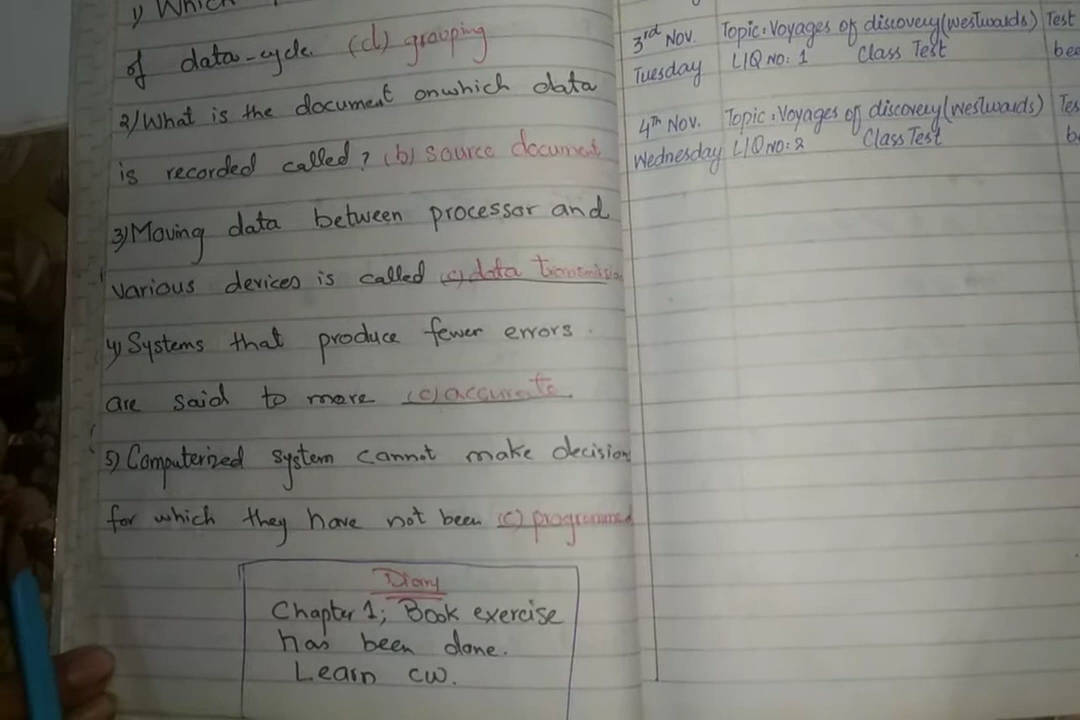 1) Which
of data-cycle (d) grouping
2) What is the document onwhich data
is recorded called? (b) source document
3) Moving data between processor and
various devices is called (c) data transmission
4) Systems that produce fewer errors
are said to more (c) accurate.
5) Computerized system cannot make decision
for which they have not been (c) programmed
Diary
Chapter 1; Book exercise
has been done.
Learn cw.
3rd Nov. Topic: Voyages of discovery (westwards) Test
Tuesday LIQ NO: 1 Class Test
4th Nov. Topic: Voyages of discovery (westwards)
Wednesday LIQ NO: 2 Class Test